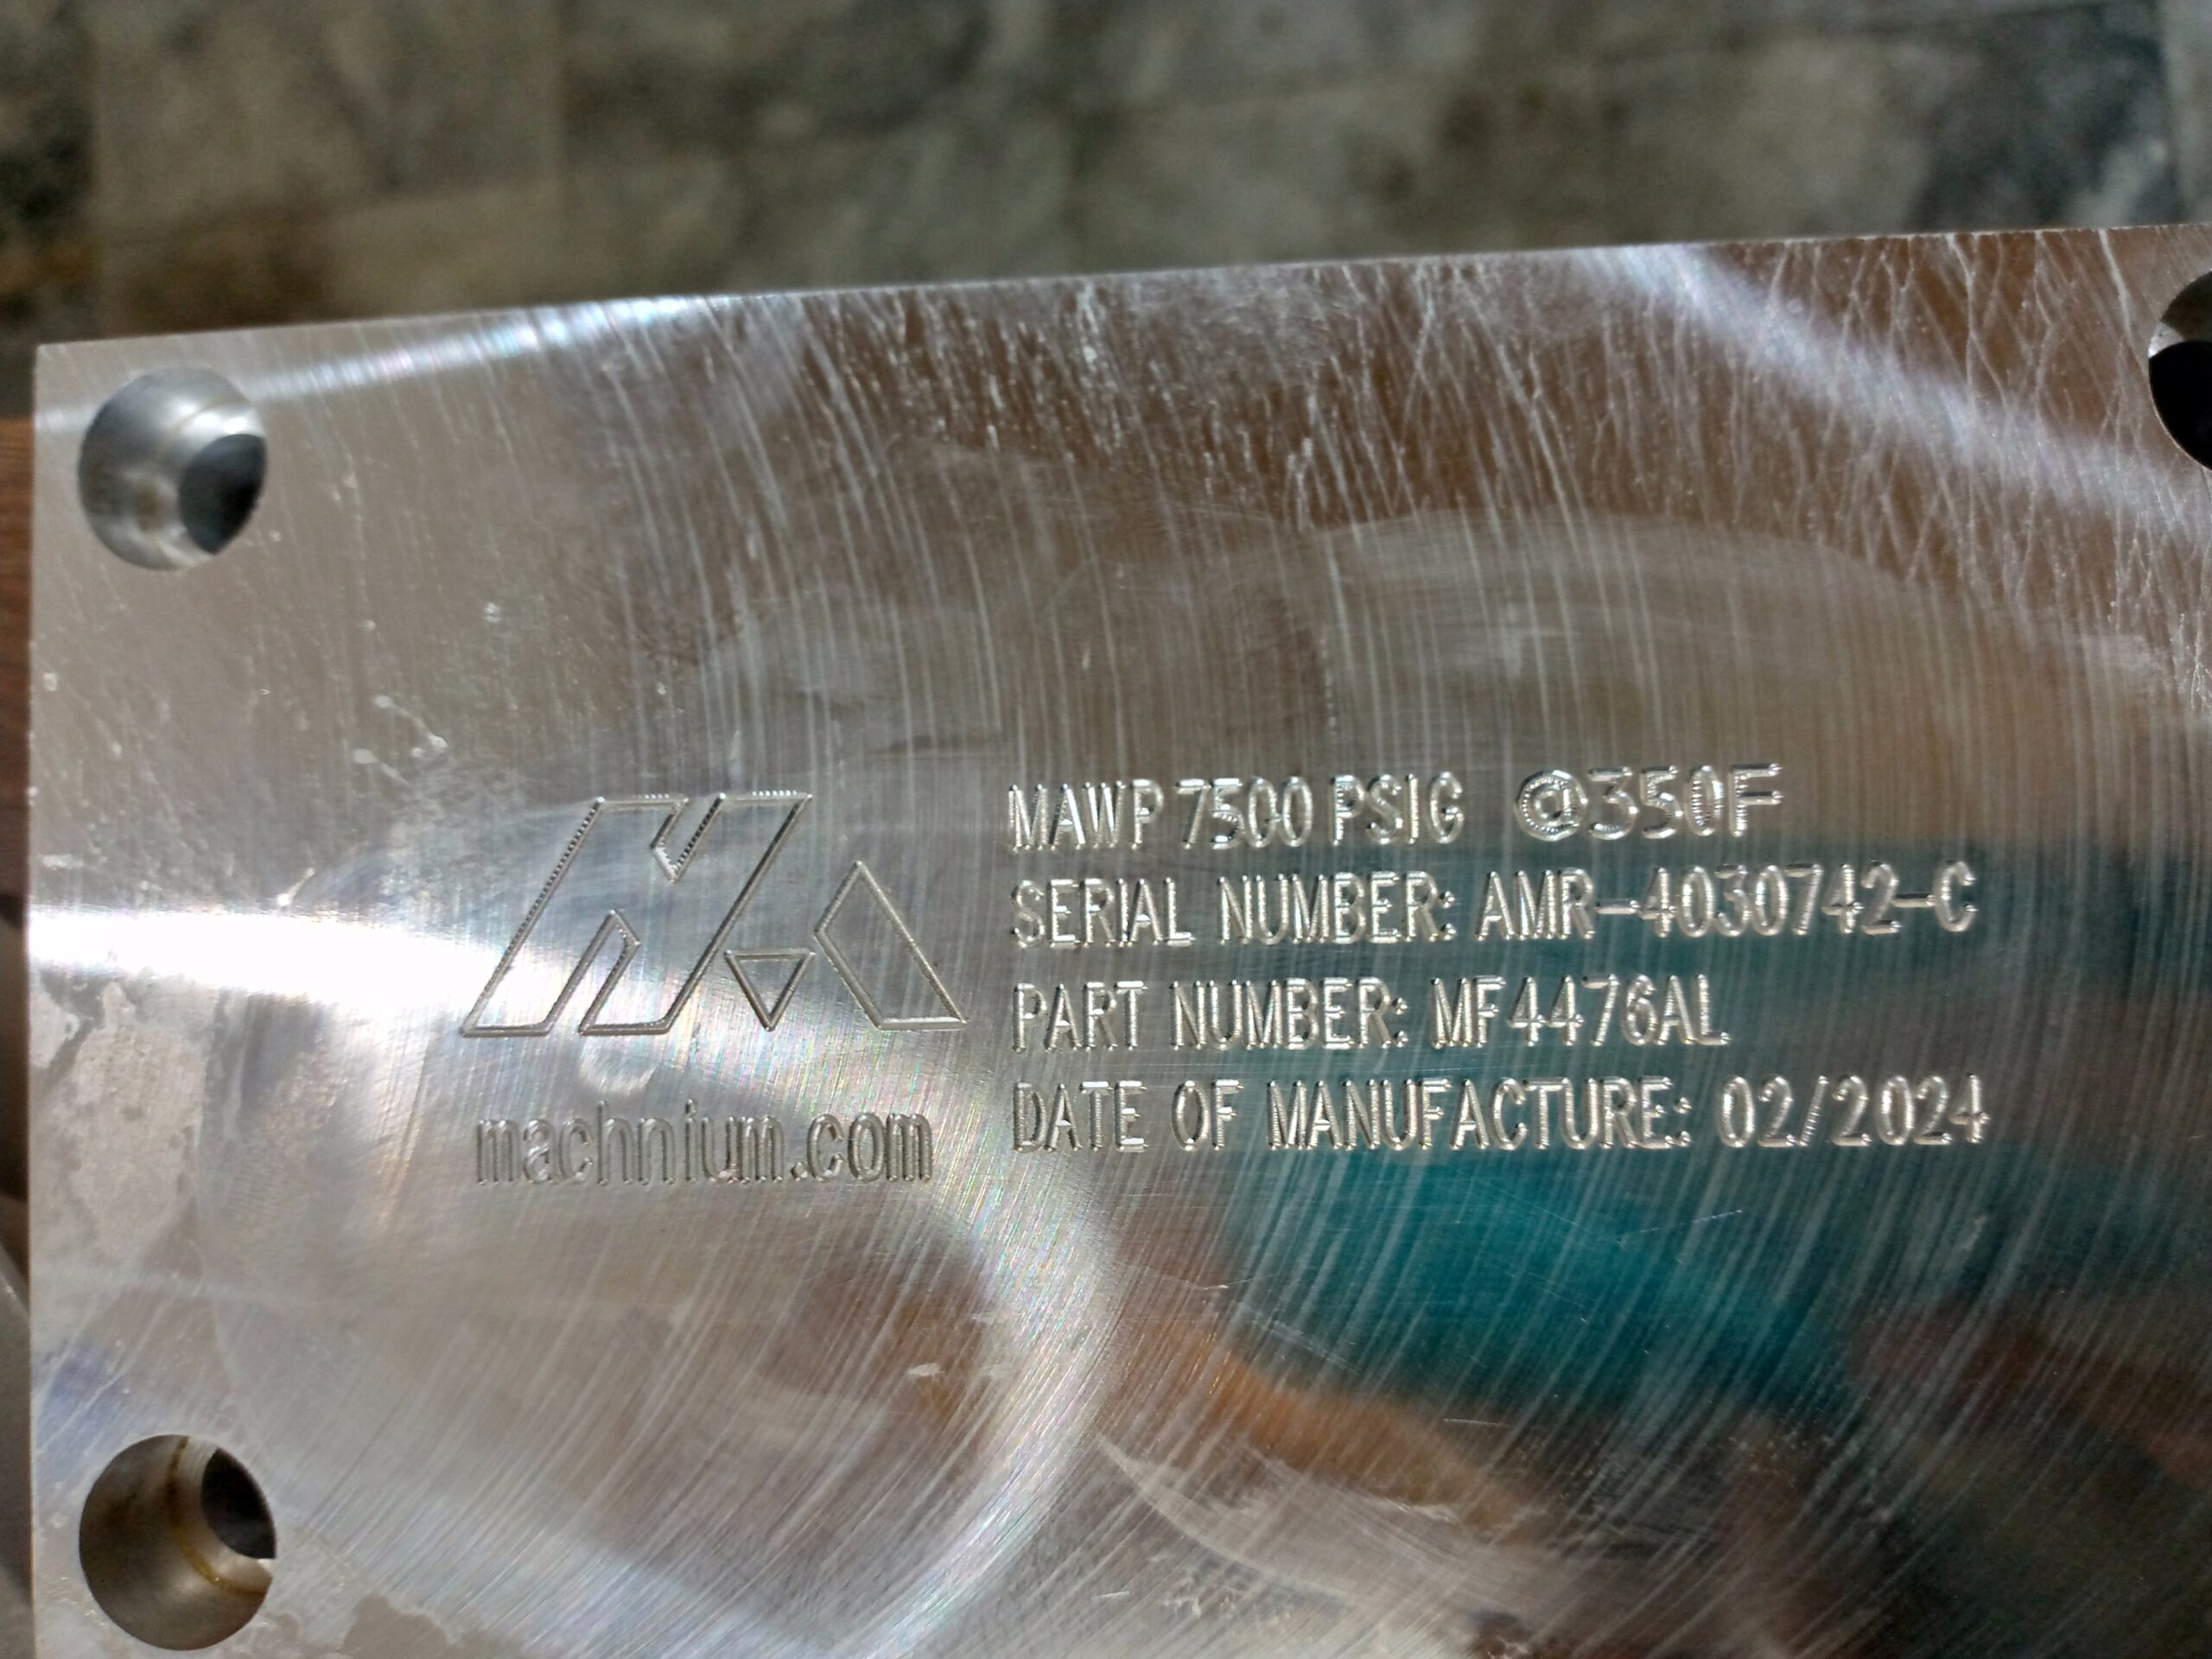 MAWP 7500 PSIG @350F
SERIAL NUMBER: AMR-4030742-C
PART NUMBER: MF4476AL
DATE OF MANUFACTURE: 02/2024
machnium.com